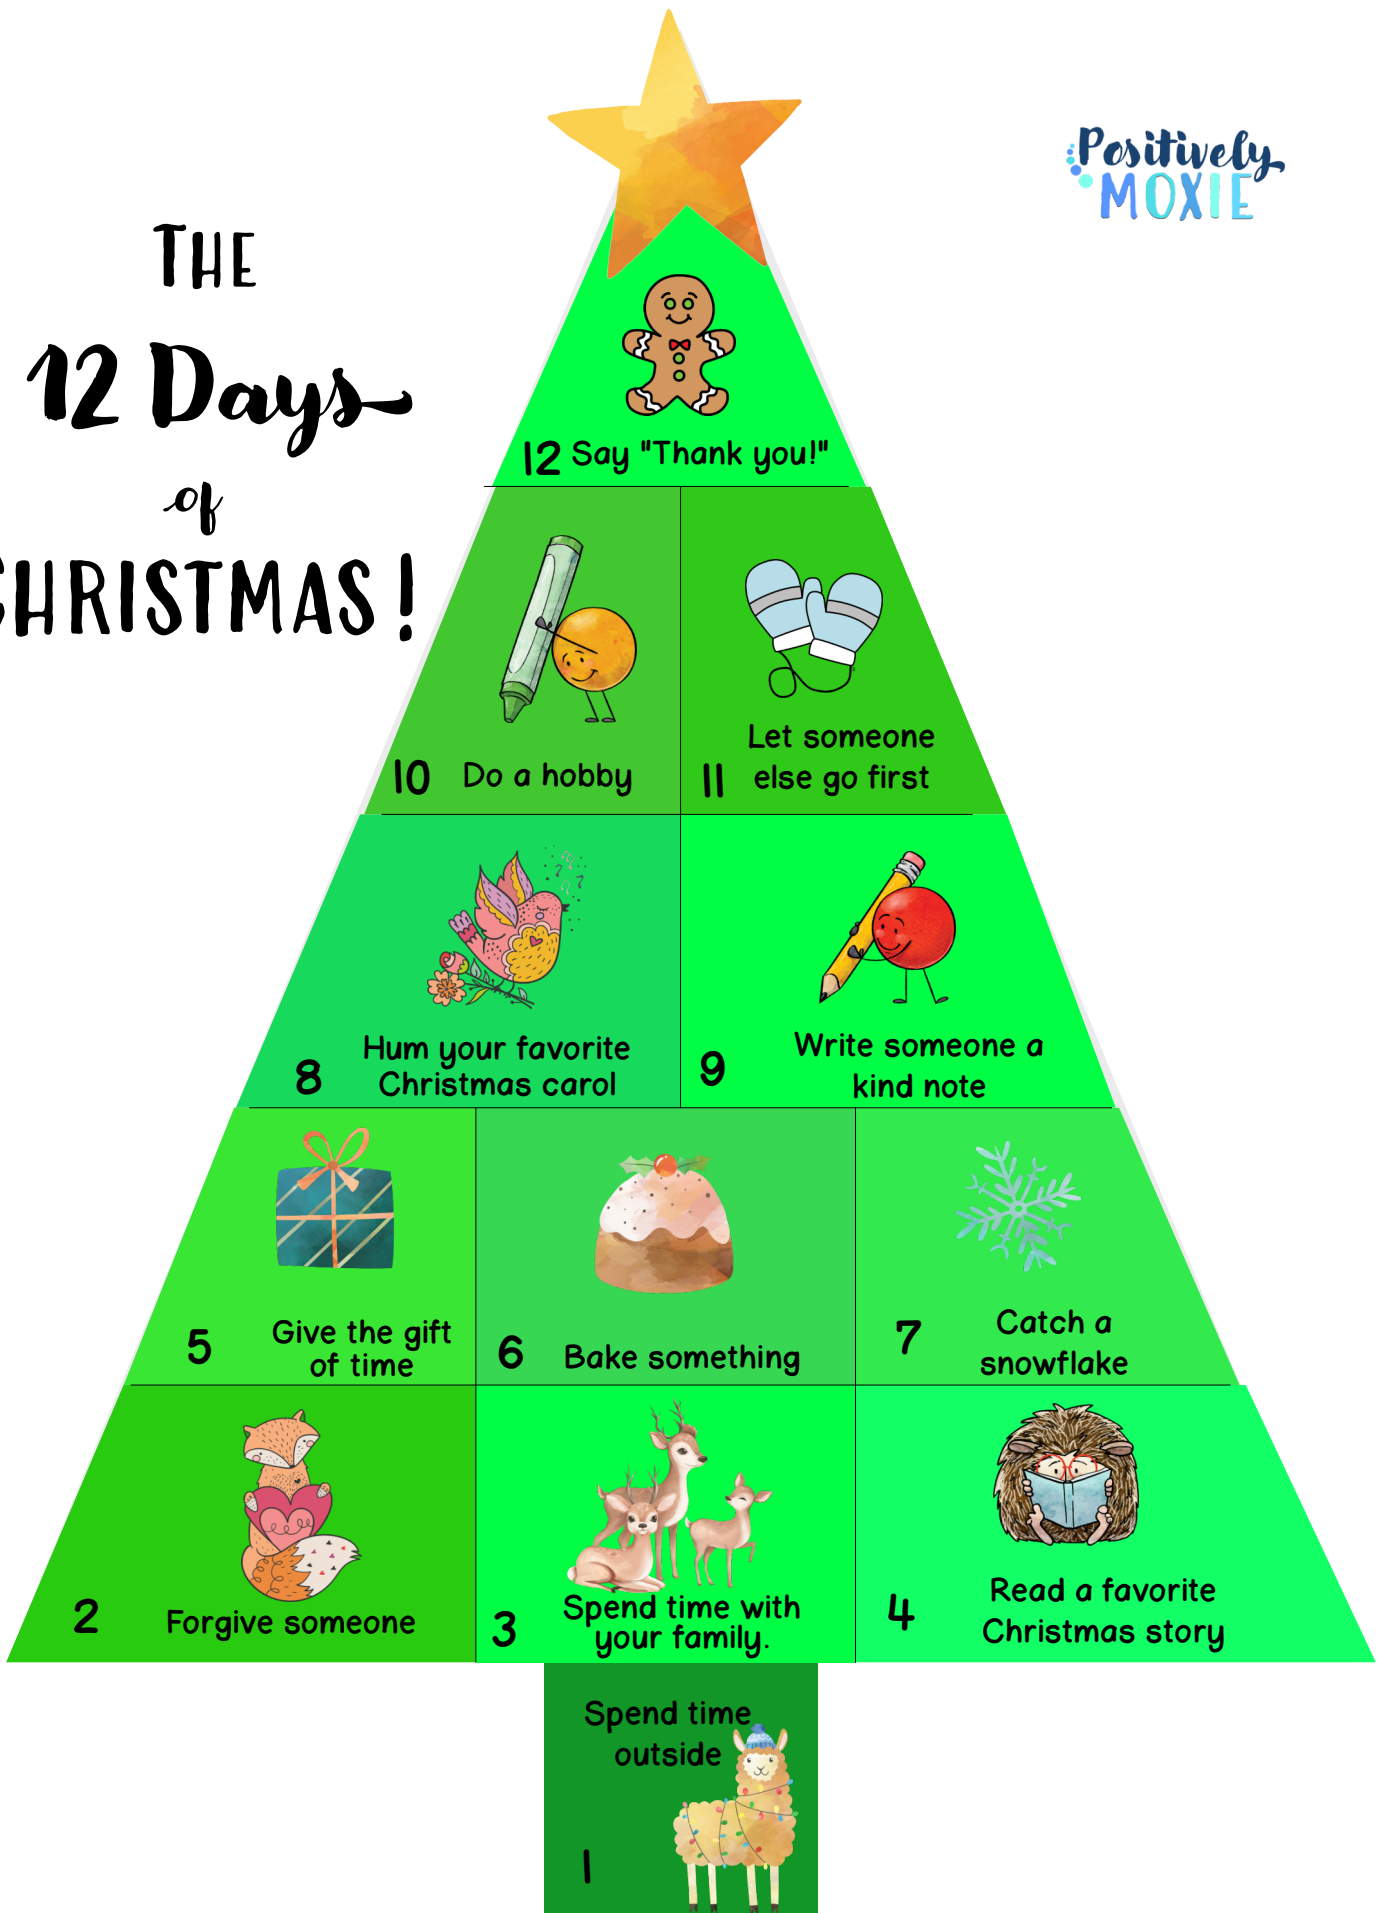 Positively
MOXIE
THE
12 Days
of
CHRISTMAS!
12 Say "Thank you!"
10 Do a hobby
Let someone
11 else go first
Hum your favorite
8 Christmas carol
Write someone a
9 kind note
Give the gift
5 of time
6 Bake something
Catch a
7 snowflake
2 Forgive someone
Spend time with
3 your family.
Read a favorite
4 Christmas story
Spend time
outside
1